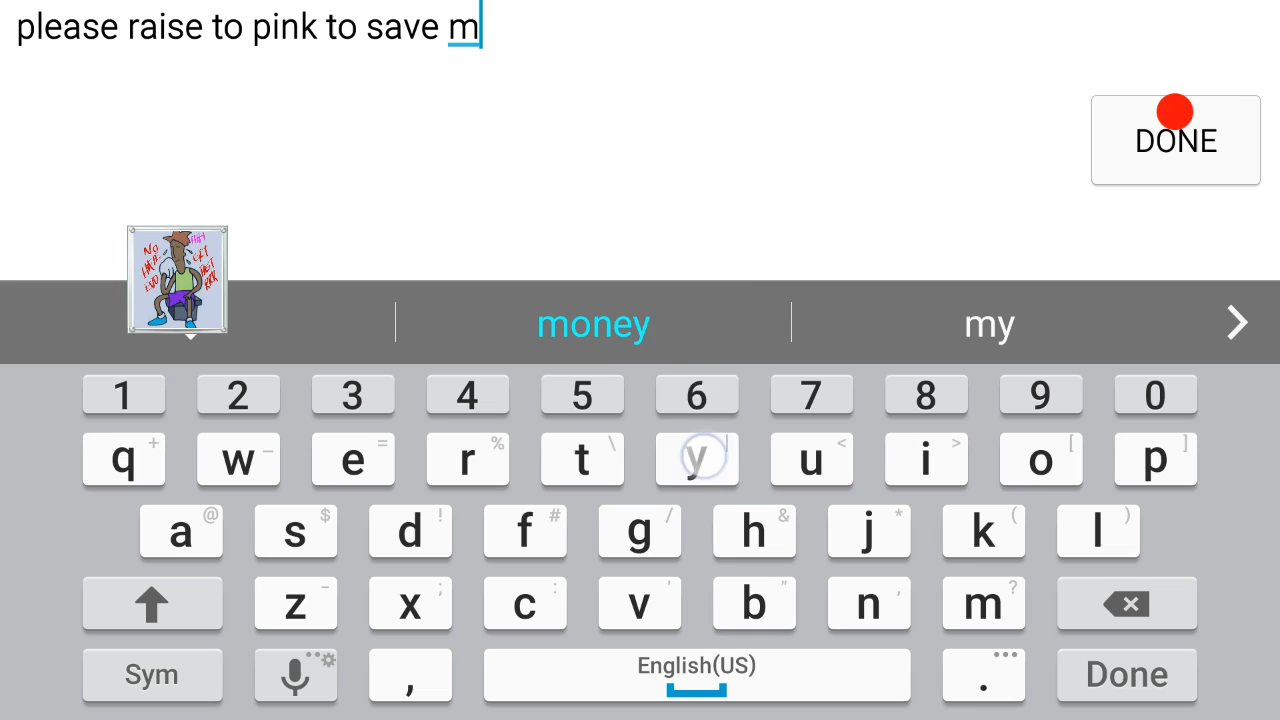 please raise to pink to save m
DONE
NO
money
my
1 2 3 4 5 6 7 8 9 0
q + w – e = r % t \ y | u < i > o [ p ]
a @ s $ d ! f # g / h & j * k ( l )
z – x ; c : v ' b " n , m ?
Sym , English(US) . Done